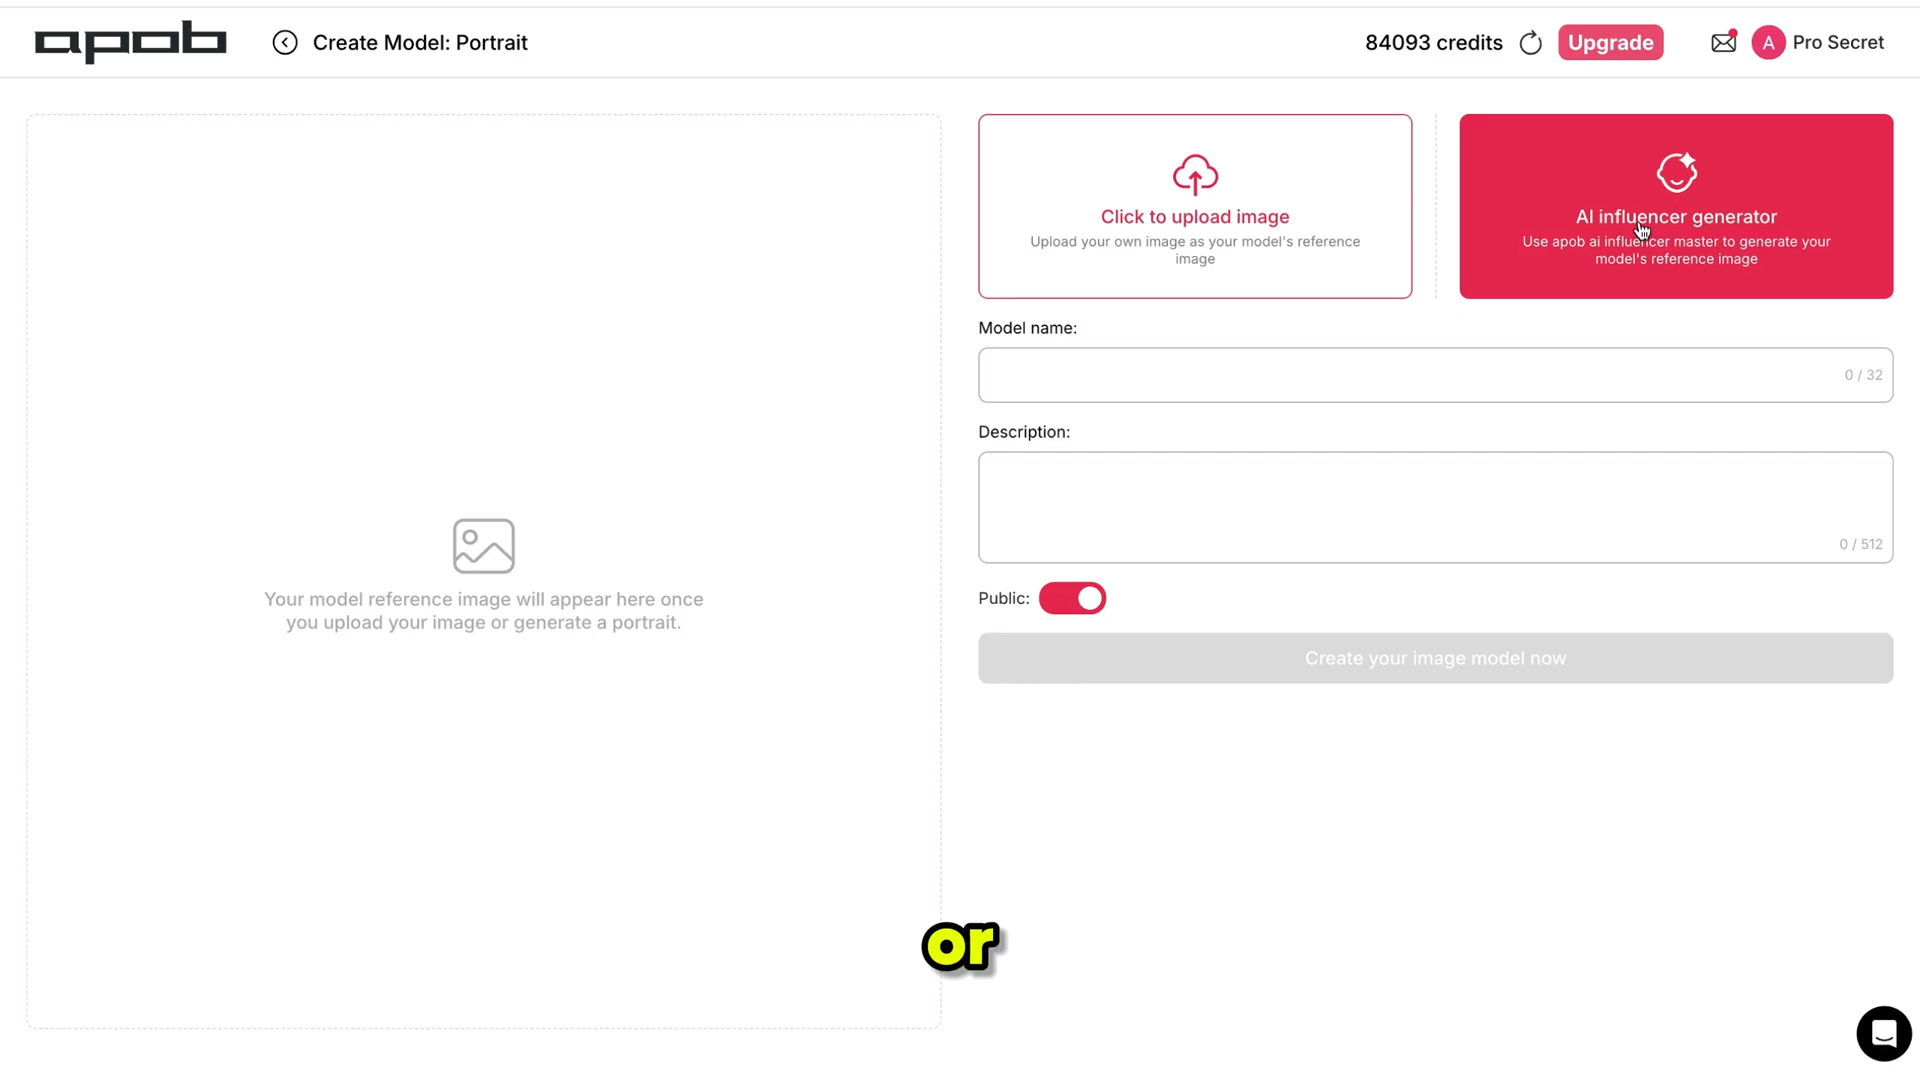 apob
Create Model: Portrait
84093 credits
Upgrade
A
Pro Secret
Click to upload image
Upload your own image as your model's reference
image
AI influencer generator
Use apob ai influencer master to generate your
model's reference image
Model name:
0 / 32
Description:
0 / 512
Your model reference image will appear here once
you upload your image or generate a portrait.
Public:
Create your image model now
or